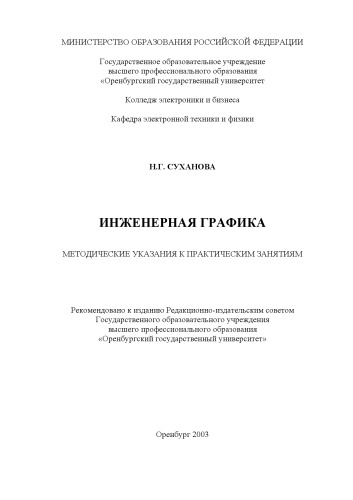 МИНИСТЕРСТВО ОБРАЗОВАНИЯ РОССИЙСКОЙ ФЕДЕРАЦИИ
Государственное образовательное учреждение
высшего профессионального образования
«Оренбургский государственный университет
Колледж электроники и бизнеса
Кафедра электронной техники и физики
Н.Г. СУХАНОВА
ИНЖЕНЕРНАЯ ГРАФИКА
МЕТОДИЧЕСКИЕ УКАЗАНИЯ К ПРАКТИЧЕСКИМ ЗАНЯТИЯМ
Рекомендовано к изданию Редакционно-издательским советом
Государственного образовательного учреждения
высшего профессионального образования
«Оренбургский государственный университет»
Оренбург 2003